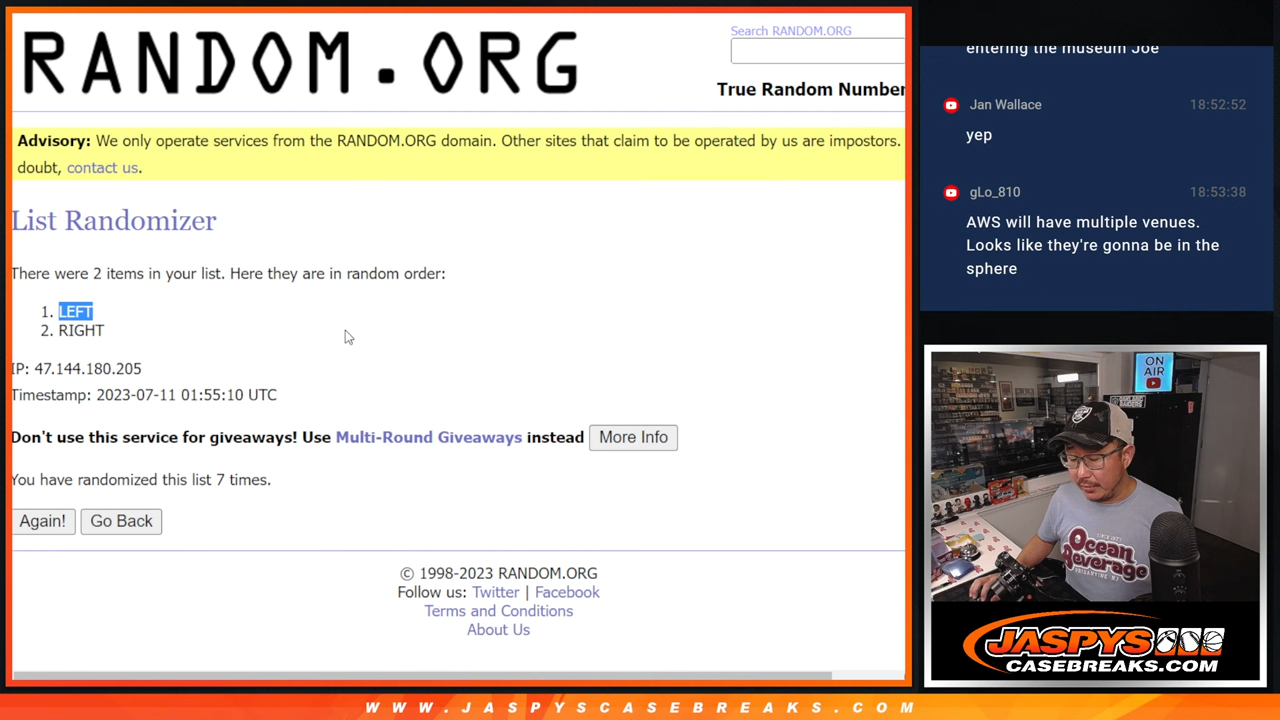 RANDOM.ORG
Search RANDOM.ORG
True Random Number
Advisory: We only operate services from the RANDOM.ORG domain. Other sites that claim to be operated by us are impostors.
doubt, contact us.
List Randomizer
There were 2 items in your list. Here they are in random order:
1. LEFT
2. RIGHT
IP: 47.144.180.205
Timestamp: 2023-07-11 01:55:10 UTC
Don't use this service for giveaways! Use Multi-Round Giveaways instead More Info
You have randomized this list 7 times.
Again! Go Back
© 1998-2023 RANDOM.ORG
Follow us: Twitter | Facebook
Terms and Conditions
About Us
entering the museum Joe
Jan Wallace 18:52:52
yep
gLo_810 18:53:38
AWS will have multiple venues.
Looks like they're gonna be in the
sphere
ON
AIR
Ocean
Beverage
JASPYS
CASEBREAKS.COM
WWW.JASPYSCASEBREAKS.COM